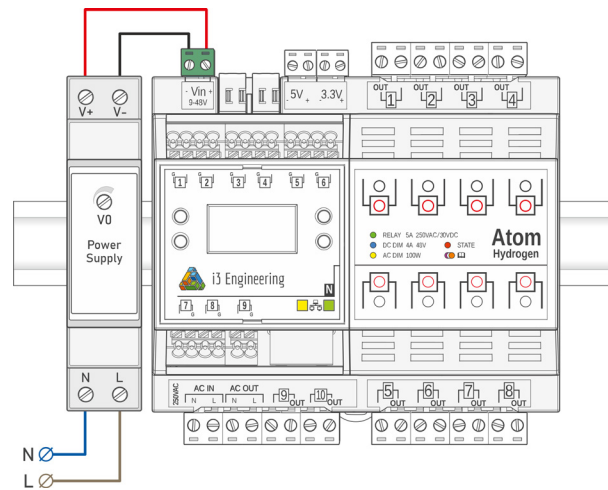 V+ V-
- Vin +
9-48V
- 5V +
- 3.3V +
OUT OUT OUT OUT
1 2 3 4
G G G G G G
1 2 3 4 5 6
V0
Power
Supply
RELAY 5A 250VAC/30VDC
DC DIM 4A 48V
STATE
AC DIM 100W
Atom
Hydrogen
i3 Engineering
N
7 8 9
G G G
N L
250VAC
AC IN AC OUT
N L N L
9 10
OUT OUT
5 6 7 8
OUT OUT OUT OUT
N
L